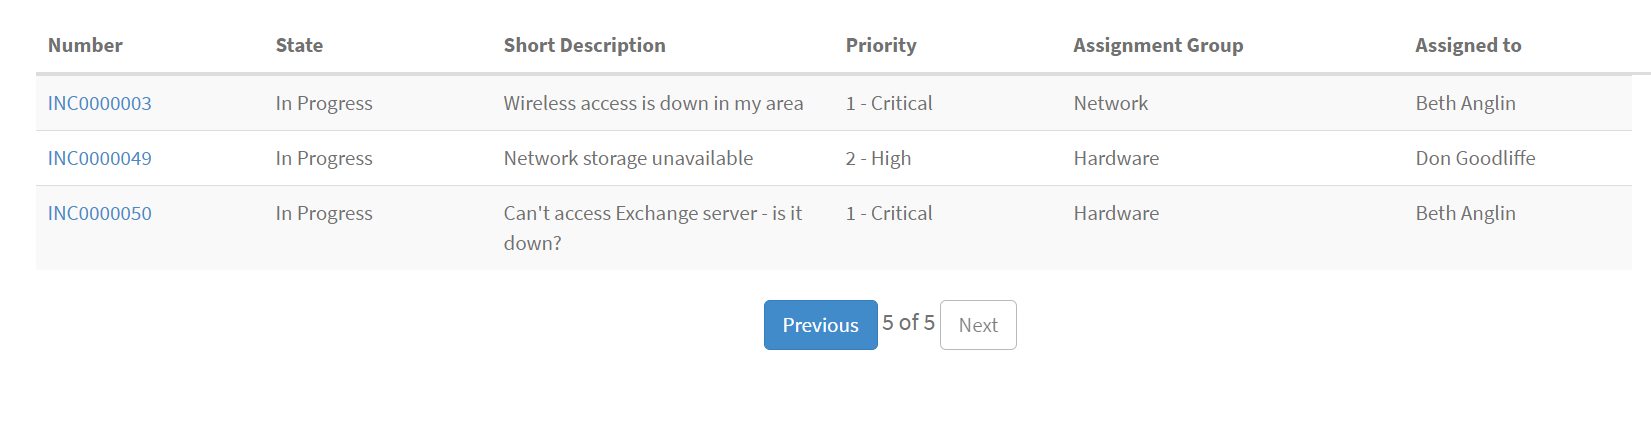 Number State Short Description Priority Assignment Group Assigned to
INC0000003 In Progress Wireless access is down in my area 1 - Critical Network Beth Anglin
INC0000049 In Progress Network storage unavailable 2 - High Hardware Don Goodliffe
INC0000050 In Progress Can't access Exchange server - is it 1 - Critical Hardware Beth Anglin
down?
Previous 5 of 5 Next